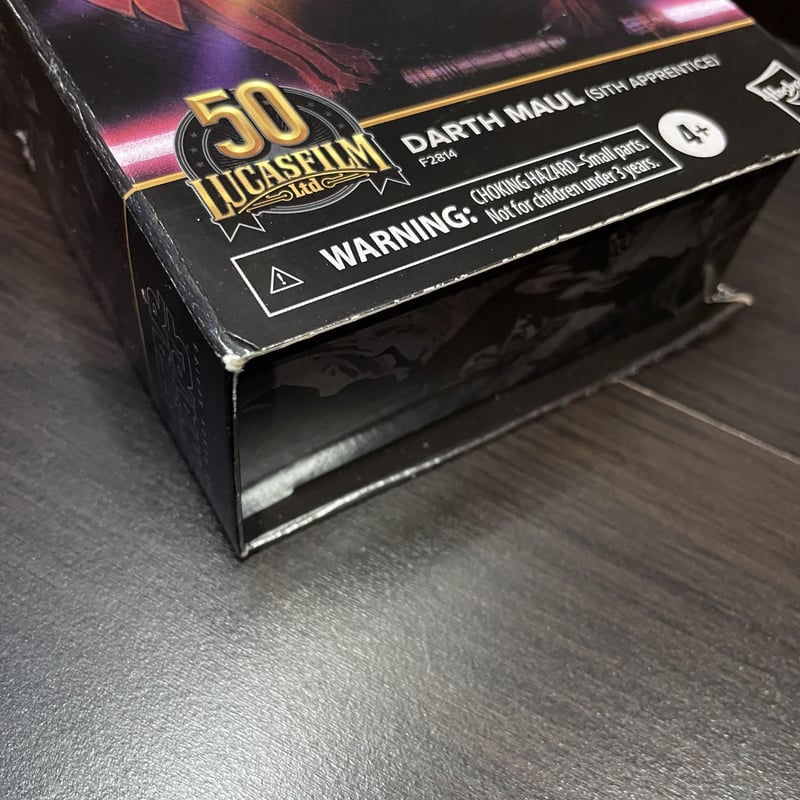 50
LUCASFILM
Ltd
DARTH MAUL (SITH APPRENTICE)
F2814
WARNING: CHOKING HAZARD–Small parts.
Not for children under 3 years.
4+
Hasbro